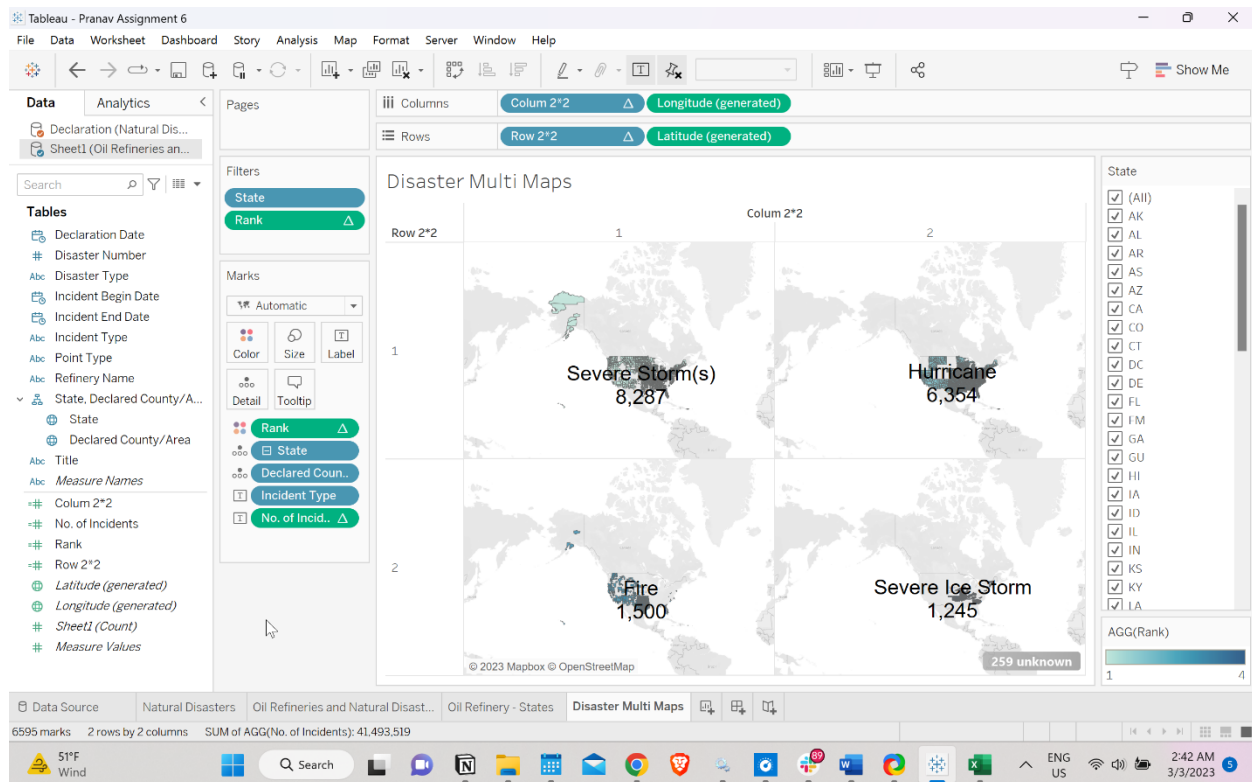 Tableau - Pranav Assignment 6
File Data Worksheet Dashboard Story Analysis Map Format Server Window Help
Show Me
Data Analytics
Declaration (Natural Dis...
Sheet1 (Oil Refineries an...
Search
Tables
Declaration Date
# Disaster Number
Abc Disaster Type
Incident Begin Date
Incident End Date
Abc Incident Type
Abc Point Type
Abc Refinery Name
State, Declared County/A...
State
Declared County/Area
Abc Title
Abc Measure Names
=# Colum 2*2
=# No. of Incidents
=# Rank
=# Row 2*2
Latitude (generated)
Longitude (generated)
# Sheet1 (Count)
# Measure Values
Pages
Filters
State
Rank
Marks
Automatic
Color Size Label
Detail Tooltip
Rank
State
Declared Coun..
Incident Type
No. of Incid..
Columns Colum 2*2 Longitude (generated)
Rows Row 2*2 Latitude (generated)
Disaster Multi Maps
Colum 2*2
Row 2*2 1 2
1
Severe Storm(s)
8,287
Hurricane
6,354
2
Fire
1,500
Severe Ice Storm
1,245
© 2023 Mapbox © OpenStreetMap
259 unknown
State
(All)
AK
AL
AR
AS
AZ
CA
CO
CT
DC
DE
FL
FM
GA
GU
HI
IA
ID
IL
IN
KS
KY
LA
AGG(Rank)
1 4
Data Source Natural Disasters Oil Refineries and Natural Disast... Oil Refinery - States Disaster Multi Maps
6595 marks 2 rows by 2 columns SUM of AGG(No. of Incidents): 41,493,519
51°F
Wind
Search
89
ENG
US
2:42 AM
3/3/2023
5